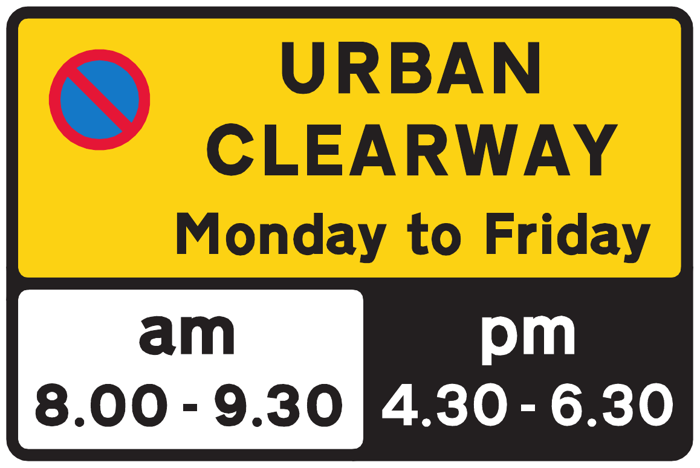 URBAN
CLEARWAY
Monday to Friday
am
8.00 - 9.30
pm
4.30 - 6.30